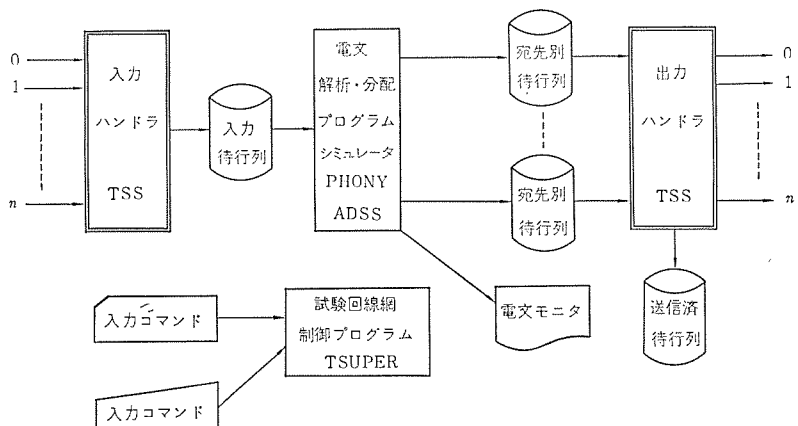 0
1
n
入力
ハンドラ
TSS
入力
待行列
電文
解析・分配
プログラム
シミュレータ
PHONY
ADSS
宛先別
待行列
宛先別
待行列
出力
ハンドラ
TSS
0
1
n
送信済
待行列
電文モニタ
入力コマンド
試験回線網
制御プログラム
TSUPER
入力コマンド